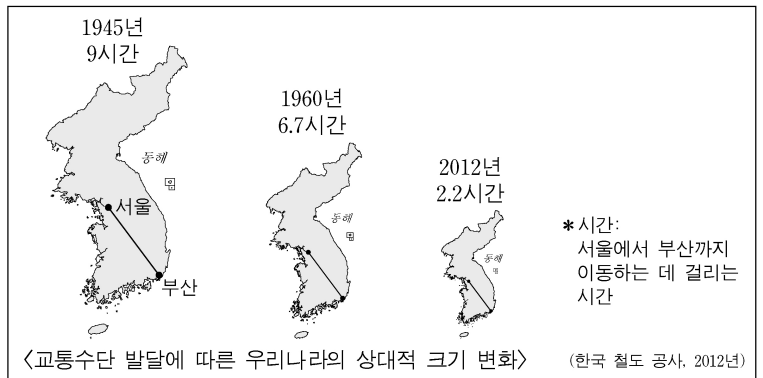 1945년
9시간
동해
서울
부산
1960년
6.7시간
동해
2012년
2.2시간
동해
*시간:
서울에서 부산까지
이동하는 데 걸리는
시간
〈교통수단 발달에 따른 우리나라의 상대적 크기 변화〉
(한국 철도 공사, 2012년)